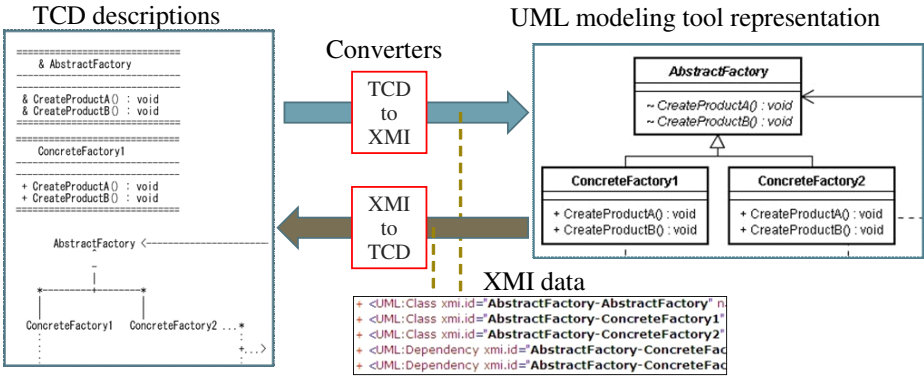 TCD descriptions
==============================
& AbstractFactory
------------------------------
------------------------------
& CreateProductA() : void
& CreateProductB() : void
==============================
==============================
ConcreteFactory1
------------------------------
------------------------------
+ CreateProductA() : void
+ CreateProductB() : void
==============================
AbstractFactory <-----------------
^
_
|
*--------+--------*
| |
ConcreteFactory1 ConcreteFactory2 ...*
: : :
: : +...>
Converters
TCD
to
XMI
XMI
to
TCD
UML modeling tool representation
AbstractFactory
~ CreateProductA() : void
~ CreateProductB() : void
ConcreteFactory1
+ CreateProductA() : void
+ CreateProductB() : void
ConcreteFactory2
+ CreateProductA() : void
+ CreateProductB() : void
XMI data
+ <UML:Class xmi.id="AbstractFactory-AbstractFactory" n
+ <UML:Class xmi.id="AbstractFactory-ConcreteFactory1"
+ <UML:Class xmi.id="AbstractFactory-ConcreteFactory2"
+ <UML:Dependency xmi.id="AbstractFactory-ConcreteFac
+ <UML:Dependency xmi.id="AbstractFactory-ConcreteFac